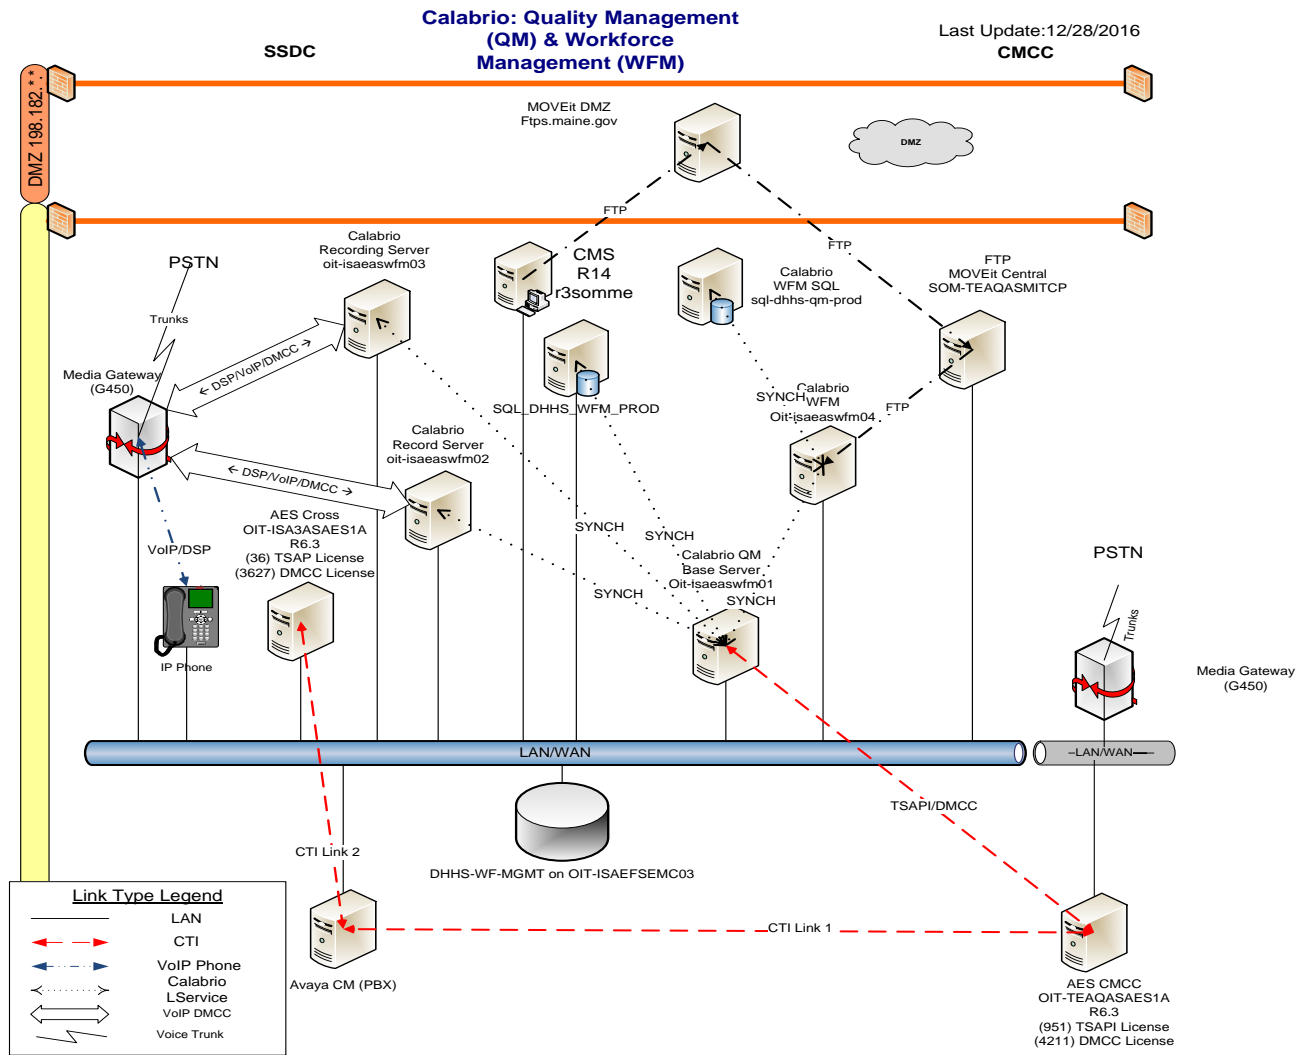 Calabrio: Quality Management
(QM) & Workforce
Management (WFM)
Last Update:12/28/2016
SSDC
CMCC
DMZ 198.182.*.*
MOVEit DMZ
Ftps.maine.gov
DMZ
FTP
FTP
Calabrio
Recording Server
oit-isaeaswfm03
PSTN
Trunks
CMS
R14
r3somme
Calabrio
WFM SQL
sql-dhhs-qm-prod
FTP
MOVEit Central
SOM-TEAQASMITCP
Media Gateway
(G450)
← DSP/VoIP/DMCC →
SQL_DHHS_WFM_PROD
SYNCH
Calabrio
WFM
Oit-isaeaswfm04
FTP
Calabrio
Record Server
oit-isaeaswfm02
← DSP/VoIP/DMCC →
AES Cross
OIT-ISA3ASAES1A
R6.3
(36) TSAP License
(3627) DMCC License
VoIP/DSP
IP Phone
SYNCH
SYNCH
SYNCH
SYNCH
Calabrio QM
Base Server
Oit-isaeaswfm01
PSTN
Trunks
Media Gateway
(G450)
LAN/WAN
LAN/WAN
TSAPI/DMCC
CTI Link 2
DHHS-WF-MGMT on OIT-ISAEFSEMC03
CTI Link 1
Avaya CM (PBX)
AES CMCC
OIT-TEAQASAES1A
R6.3
(951) TSAPI License
(4211) DMCC License
Link Type Legend
LAN
CTI
VoIP Phone
Calabrio
LService
VoIP DMCC
Voice Trunk